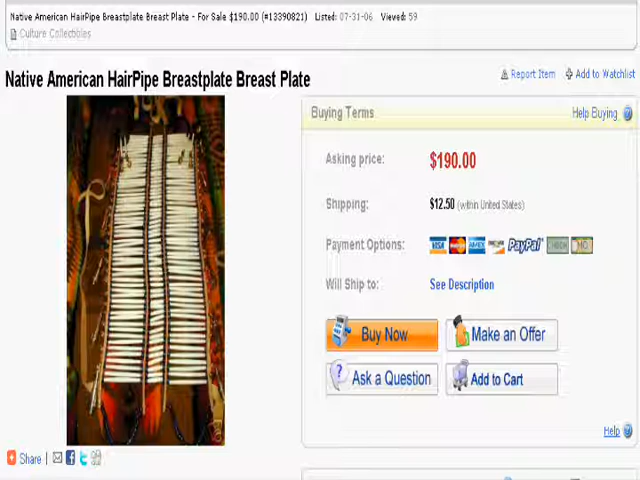 Native American HairPipe Breastplate Breast Plate - For Sale $190.00 (#13390821) Listed: 07-31-06 Viewed: 59
Culture Collectibles
Native American HairPipe Breastplate Breast Plate
Report Item
Add to Watchlist
Buying Terms
Help Buying ?
Asking price: $190.00
Shipping: $12.50 (within United States)
Payment Options: VISA PayPal CHECK MO
Will Ship to: See Description
Buy Now
Make an Offer
Ask a Question
Add to Cart
Help ?
Share |